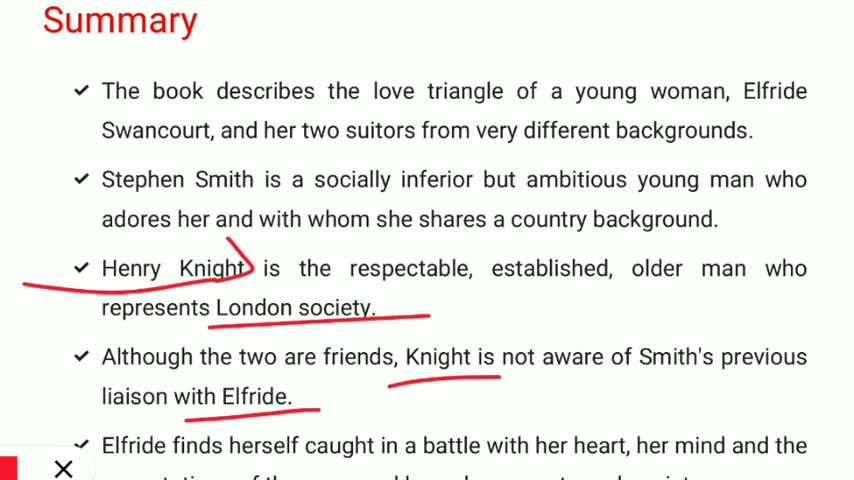 Summary
✓ The book describes the love triangle of a young woman, Elfride
Swancourt, and her two suitors from very different backgrounds.
✓ Stephen Smith is a socially inferior but ambitious young man who
adores her and with whom she shares a country background.
✓ Henry Knight is the respectable, established, older man who
represents London society.
✓ Although the two are friends, Knight is not aware of Smith's previous
liaison with Elfride.
✓ Elfride finds herself caught in a battle with her heart, her mind and the